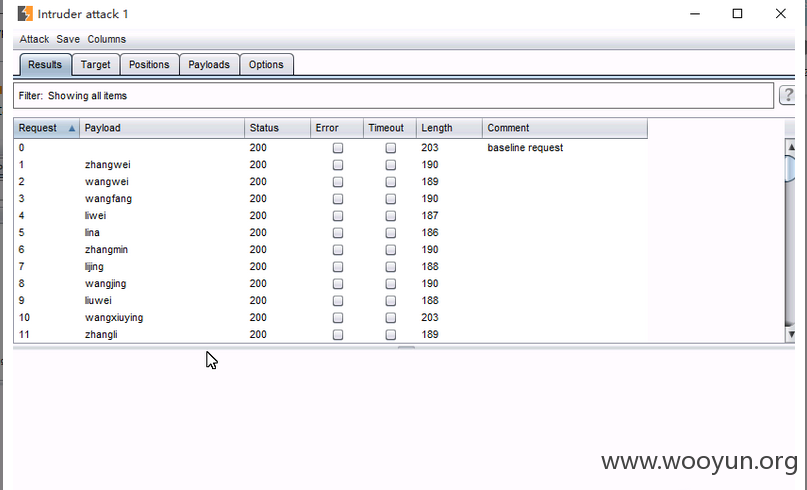 Intruder attack 1
Attack Save Columns
Results Target Positions Payloads Options
Filter: Showing all items
?
Request Payload Status Error Timeout Length Comment
0 200 203 baseline request
1 zhangwei 200 190
2 wangwei 200 189
3 wangfang 200 190
4 liwei 200 187
5 lina 200 186
6 zhangmin 200 190
7 lijing 200 188
8 wangjing 200 190
9 liuwei 200 188
10 wangxiuying 200 203
11 zhangli 200 189
www.wooyun.org